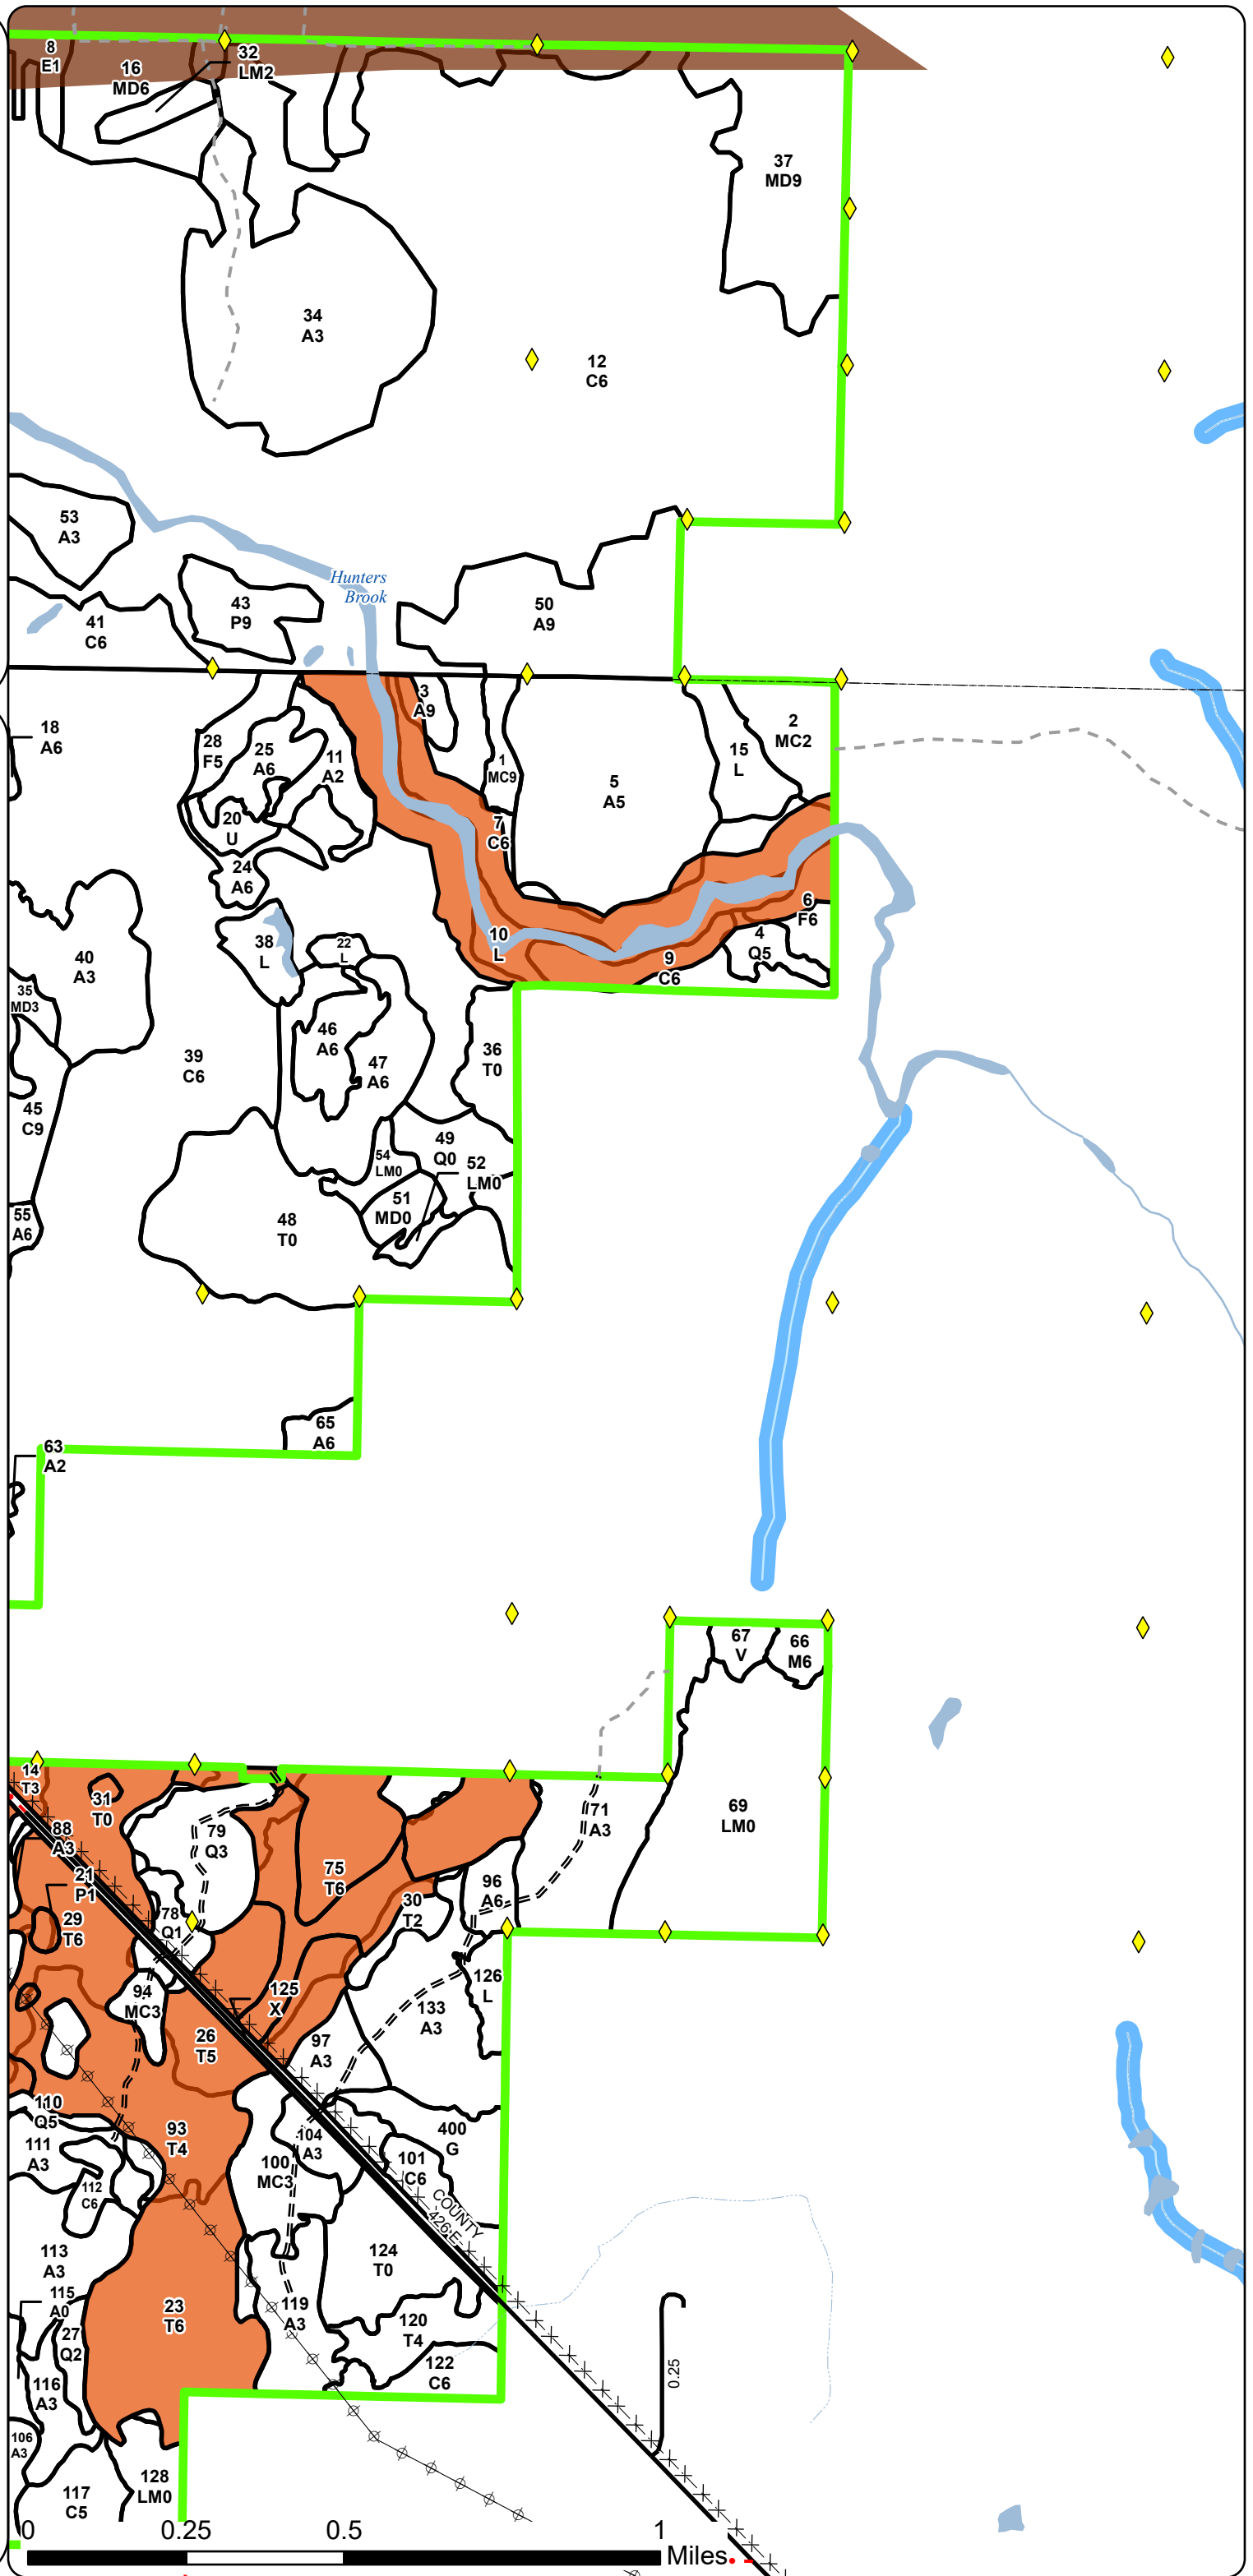 8
E1
16
MD6
32
LM2
37
MD9
34
A3
12
C6
53
A3
Hunters
Brook
43
P9
50
A9
41
C6
3
A9
2
MC2
18
A6
28
F5
25
A6
11
A2
15
L
1
MC9
5
A5
20
U
7
C6
24
A6
6
F6
38
L
22
L
10
L
4
Q5
40
A3
9
C6
35
MD3
46
A6
36
T0
39
C6
47
A6
45
C9
49
Q0
54
LM0
52
LM0
51
MD0
55
A6
48
T0
65
A6
63
A2
67
V
66
M6
14
T3
31
T0
71
A3
69
LM0
88
A3
79
Q3
75
T6
21
P1
96
A6
30
T2
78
Q1
29
T6
126
L
94
MC3
125
X
133
A3
26
T5
97
A3
110
Q5
93
T4
400
G
104
A3
111
A3
101
C6
100
MC3
112
C6
COUNTY
426 E
113
A3
124
T0
115
A0
119
A3
23
T6
120
T4
27
Q2
122
C6
0.25
116
A3
106
A3
128
LM0
117
C5
0 0.25 0.5 1
Miles